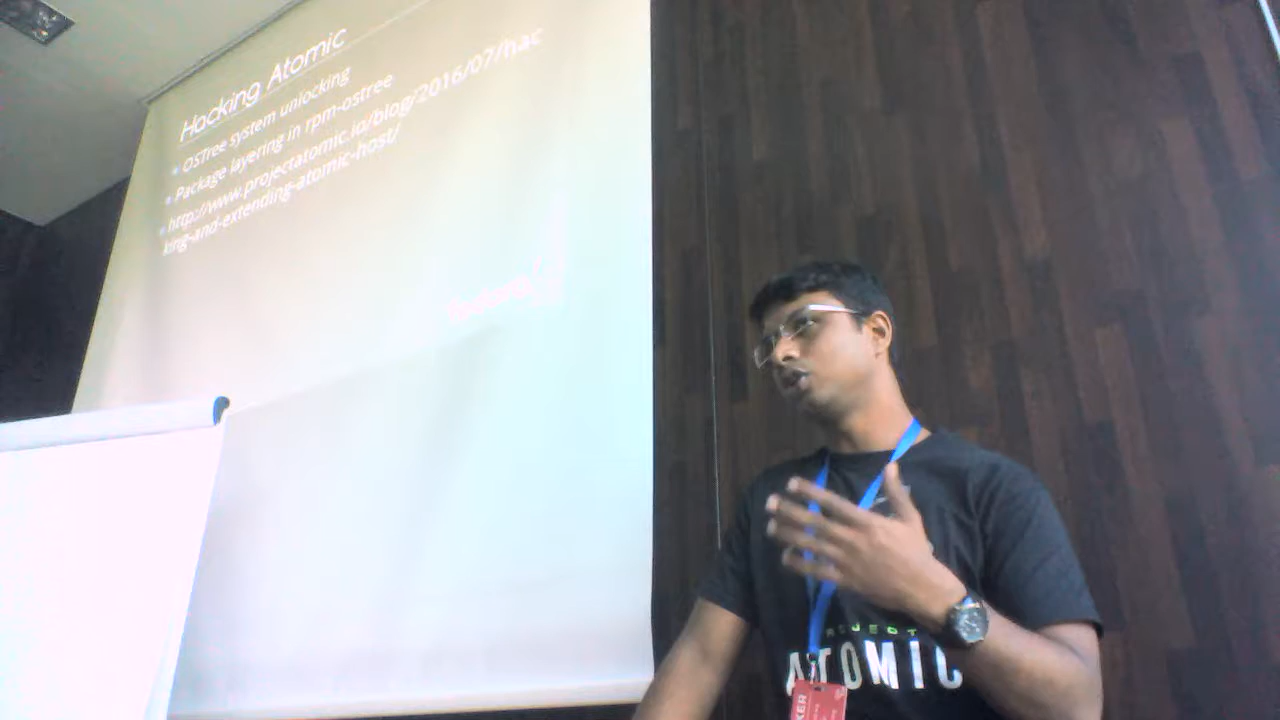 Hacking Atomic
• OSTree system unlocking
• Package layering in rpm-ostree
• http://www.projectatomic.io/blog/2016/07/hac
king-and-extending-atomic-host/
ATOMIC